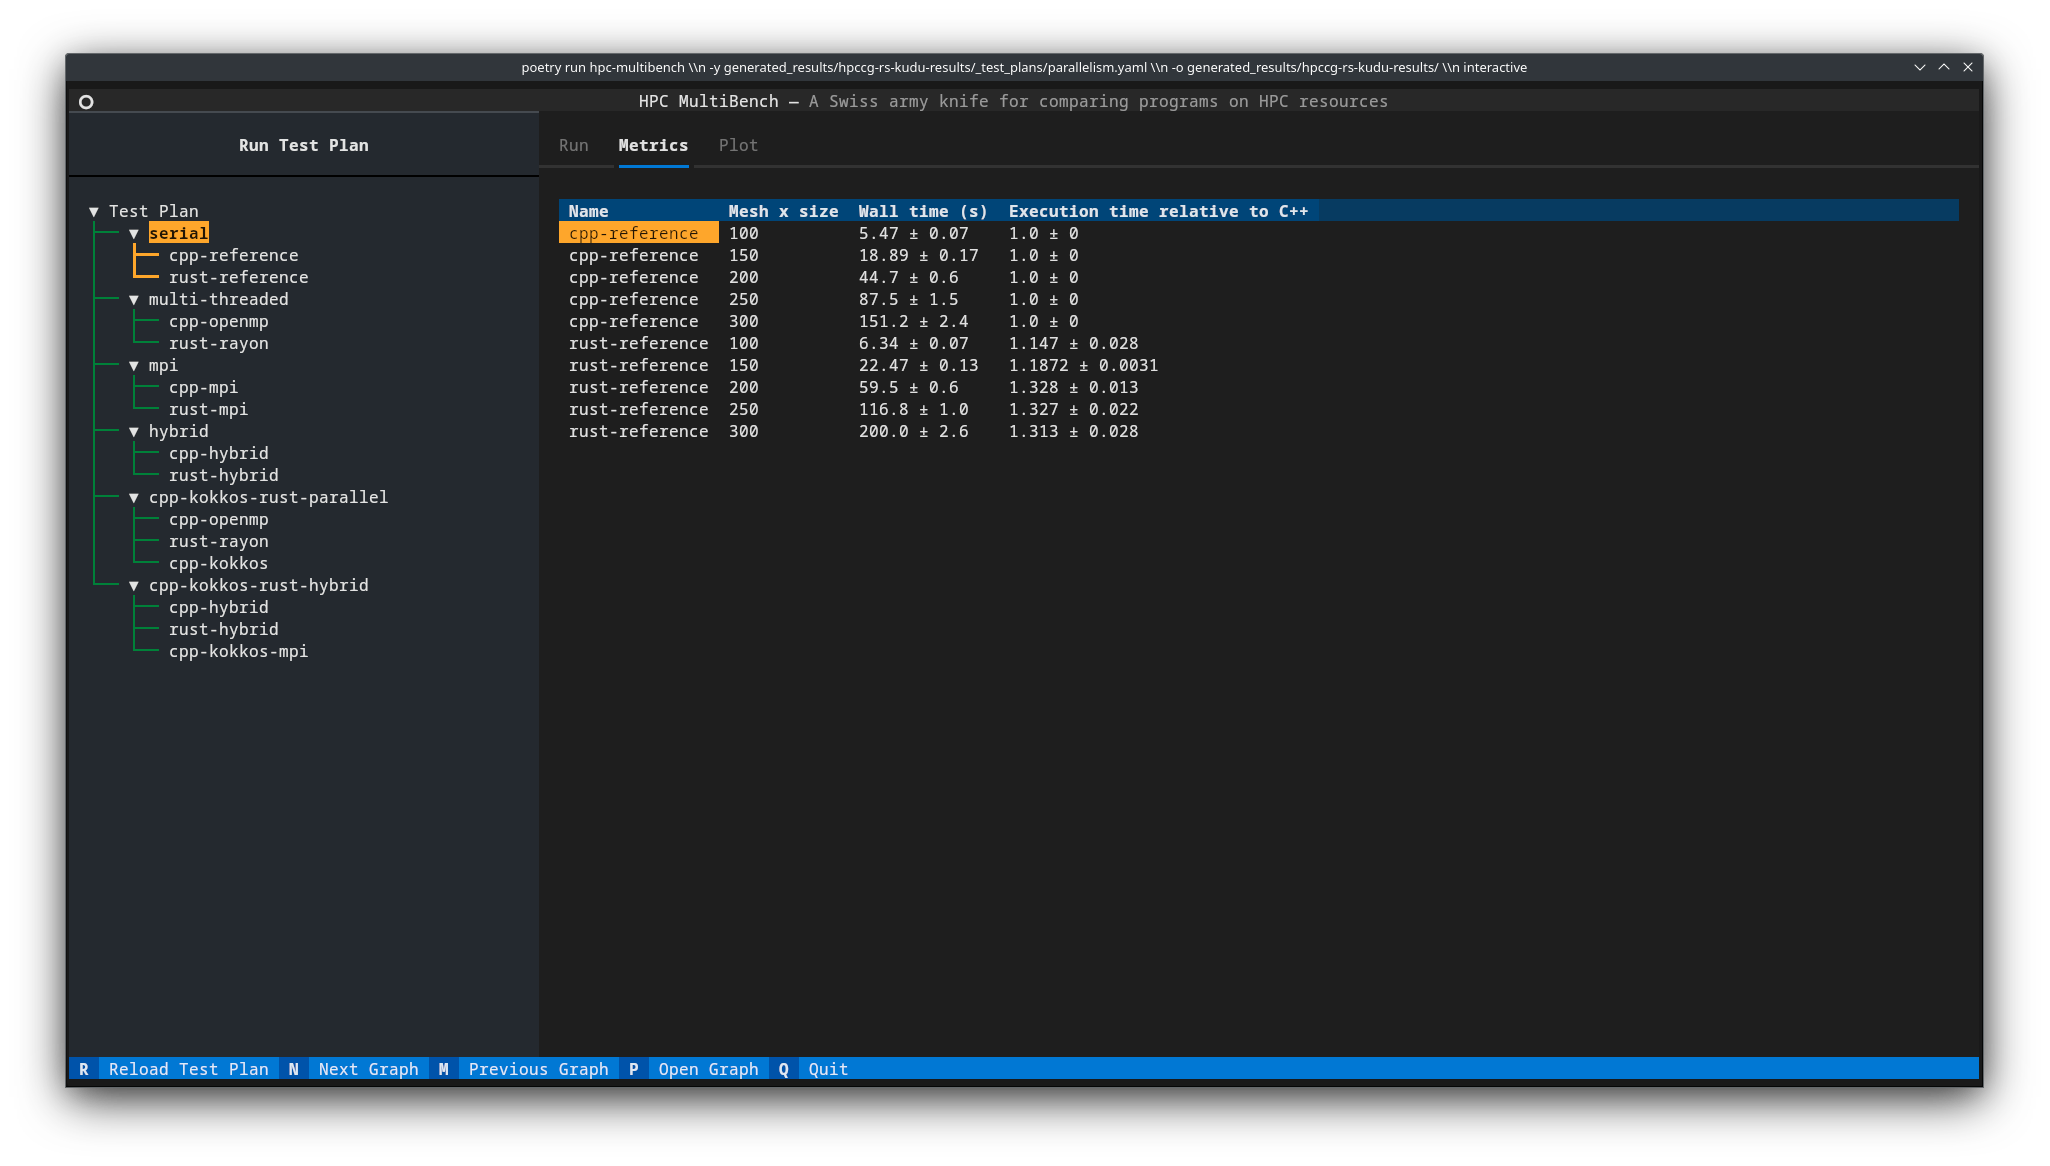 poetry run hpc-multibench \\n -y generated_results/hpccg-rs-kudu-results/_test_plans/parallelism.yaml \\n -o generated_results/hpccg-rs-kudu-results/ \\n interactive
HPC MultiBench — A Swiss army knife for comparing programs on HPC resources
Run Test Plan
▼ Test Plan
▼ serial
cpp-reference
rust-reference
▼ multi-threaded
cpp-openmp
rust-rayon
▼ mpi
cpp-mpi
rust-mpi
▼ hybrid
cpp-hybrid
rust-hybrid
▼ cpp-kokkos-rust-parallel
cpp-openmp
rust-rayon
cpp-kokkos
▼ cpp-kokkos-rust-hybrid
cpp-hybrid
rust-hybrid
cpp-kokkos-mpi
Run Metrics Plot
Name Mesh x size Wall time (s) Execution time relative to C++
cpp-reference 100 5.47 ± 0.07 1.0 ± 0
cpp-reference 150 18.89 ± 0.17 1.0 ± 0
cpp-reference 200 44.7 ± 0.6 1.0 ± 0
cpp-reference 250 87.5 ± 1.5 1.0 ± 0
cpp-reference 300 151.2 ± 2.4 1.0 ± 0
rust-reference 100 6.34 ± 0.07 1.147 ± 0.028
rust-reference 150 22.47 ± 0.13 1.1872 ± 0.0031
rust-reference 200 59.5 ± 0.6 1.328 ± 0.013
rust-reference 250 116.8 ± 1.0 1.327 ± 0.022
rust-reference 300 200.0 ± 2.6 1.313 ± 0.028
R Reload Test Plan N Next Graph M Previous Graph P Open Graph Q Quit